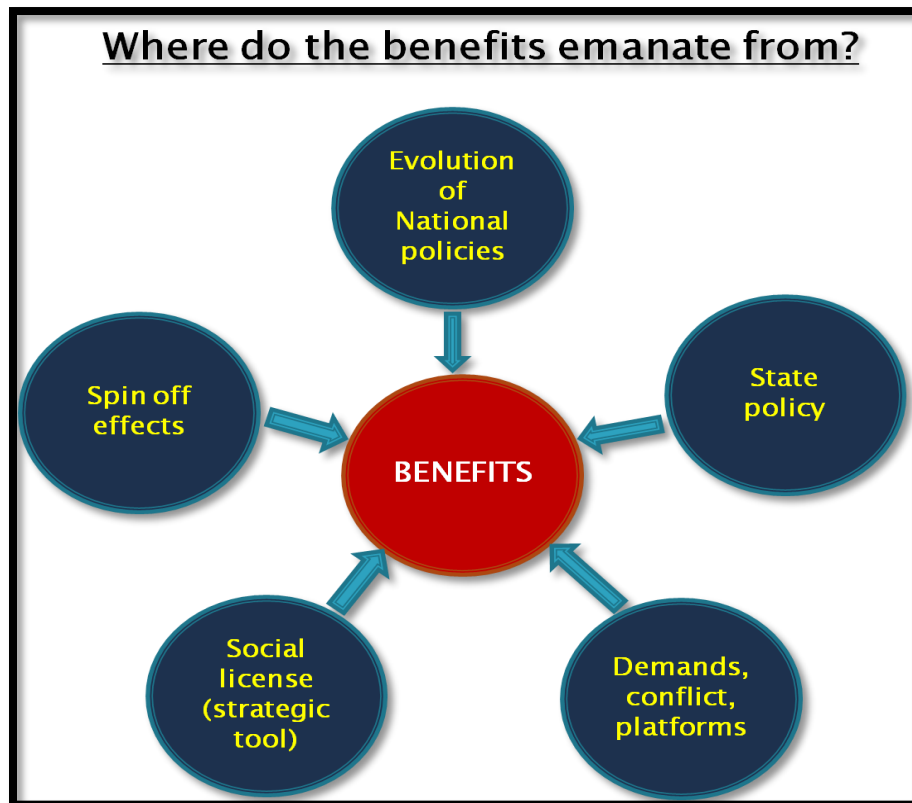 Where do the benefits emanate from?
Evolution
of
National
policies
State
policy
Demands,
conflict,
platforms
Social
license
(strategic
tool)
Spin off
effects
BENEFITS